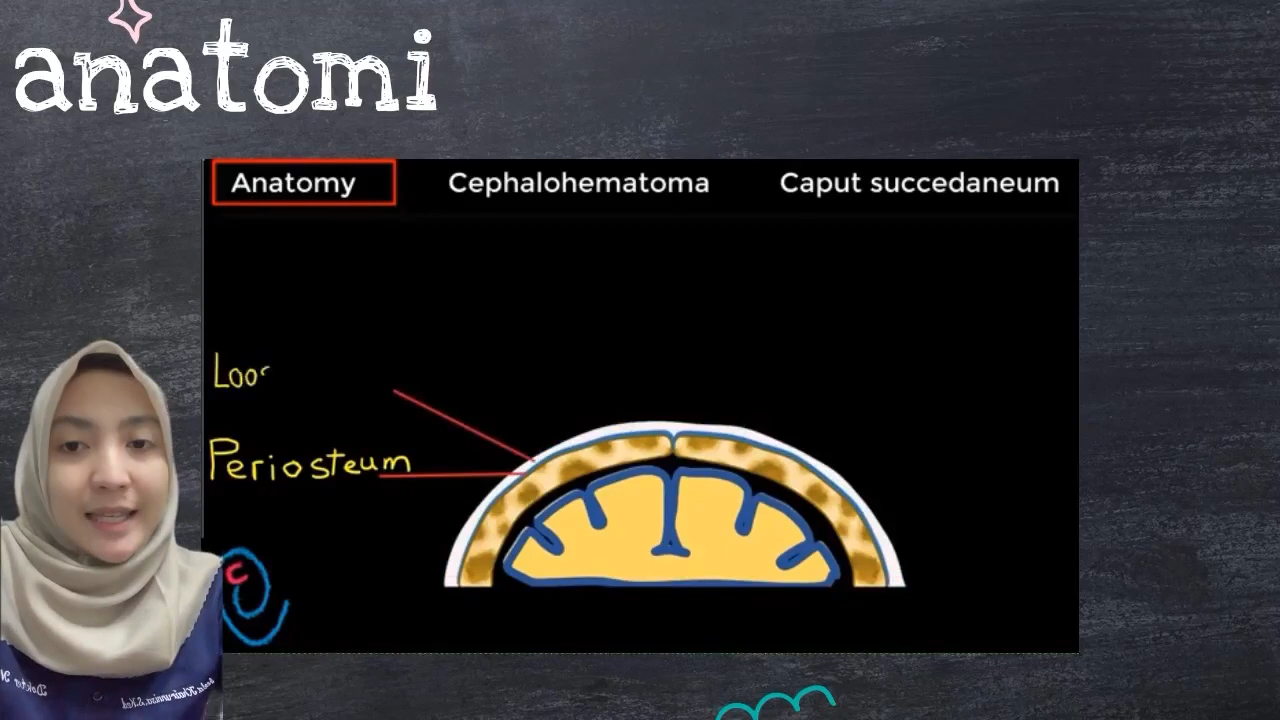 anatomi
Anatomy Cephalohematoma Caput succedaneum
Loo
Periosteum
C